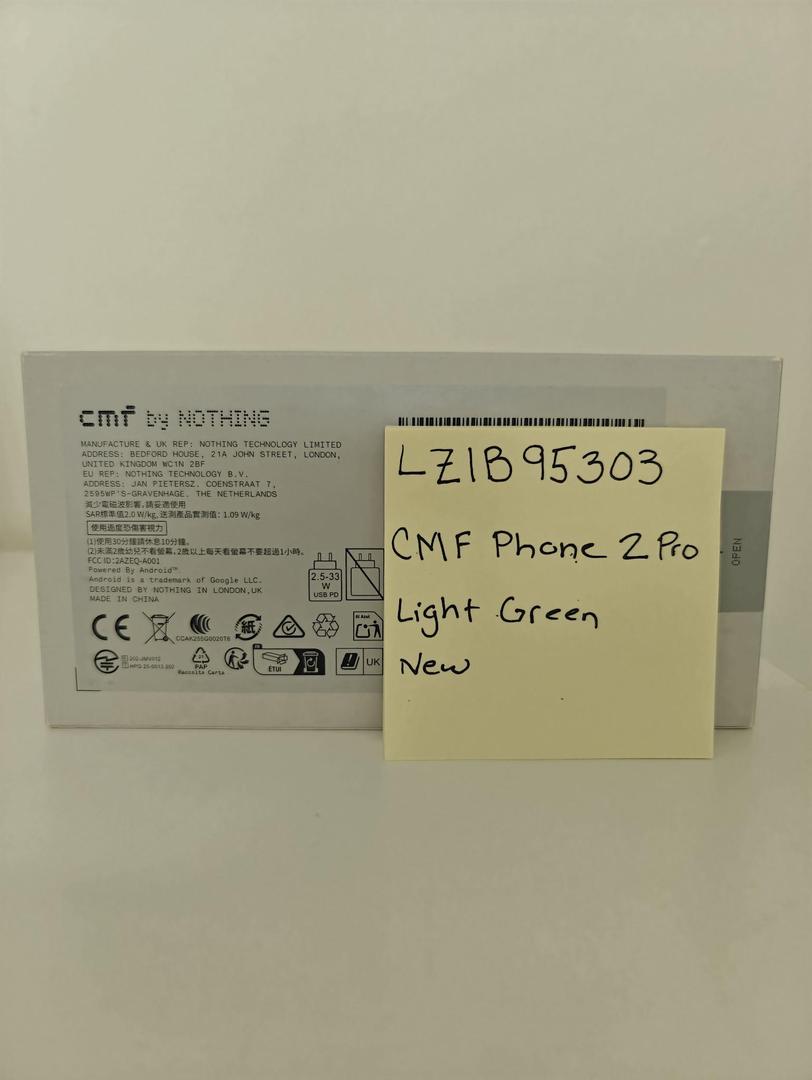 cmf by NOTHING
MANUFACTURE & UK REP: NOTHING TECHNOLOGY LIMITED
ADDRESS: BEDFORD HOUSE, 21A JOHN STREET, LONDON,
UNITED KINGDOM WC1N 2BF
EU REP: NOTHING TECHNOLOGY B.V.
ADDRESS: JAN PIETERSZ. COENSTRAAT 7,
2595WP'S-GRAVENHAGE. THE NETHERLANDS
減少電磁波影響,請妥適使用
SAR標準值2.0 W/kg, 送測產品實測值: 1.09 W/kg
使用過度恐傷害視力
(1)使用30分鐘請休息10分鐘。
(2)未滿2歲幼兒不看螢幕,2歲以上每天看螢幕不要超過1小時。
FCC ID:2AZEQ-A001
Powered By Android™
Android is a trademark of Google LLC.
DESIGNED BY NOTHING IN LONDON,UK
MADE IN CHINA
2.5-33
W
USB PD
CE
CCAK255G0020T6
紙
21
PAP
Raccolta Carta
ÉTUI
UK
OPEN
LZ1B95303
CMF Phone 2 Pro
Light Green
New